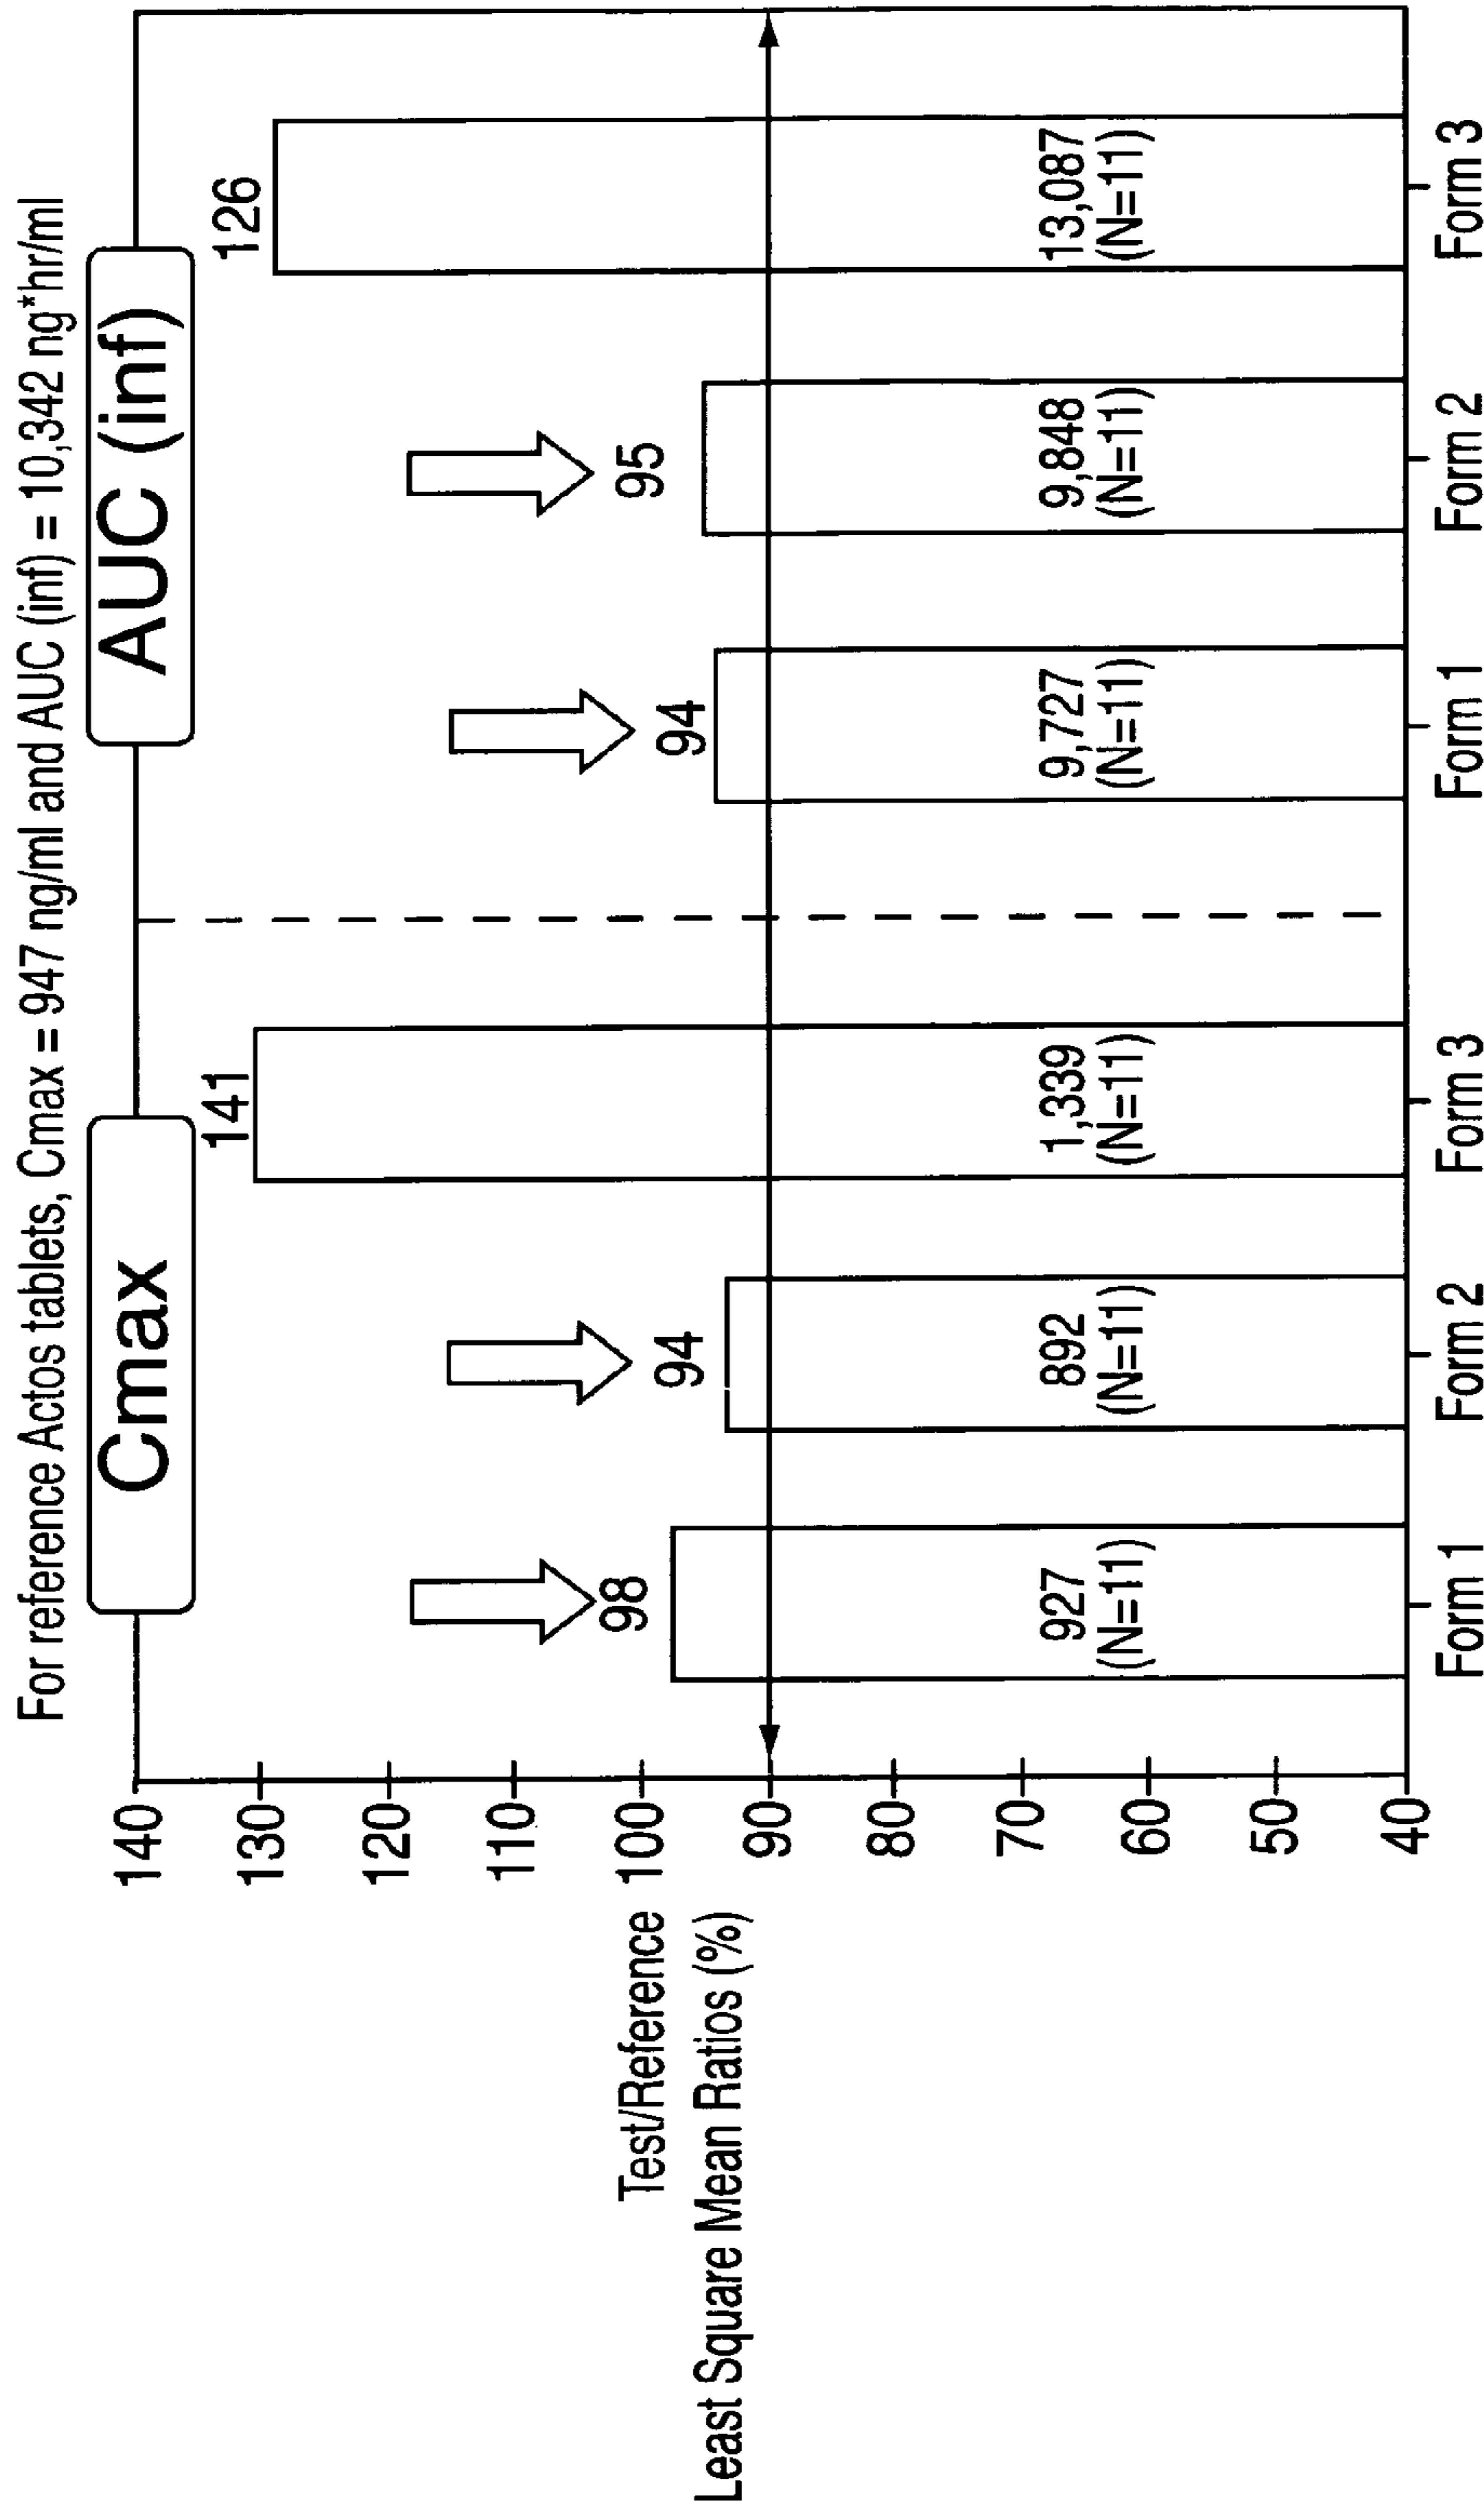 For reference Actos tablets, Cmax = 947 mg/ml and AUC (inf) = 10,342 ng*hr/ml
Cmax
AUC (inf)
Test/Reference
Least Square Mean Ratios (%)
140
130
120
110
100
90
80
70
60
50
40
98
94
141
94
95
126
927
(N=11)
892
(N=11)
1,339
(N=11)
9,727
(N=11)
9,848
(N=11)
13,087
(N=11)
Form 1
Form 2
Form 3
Form 1
Form 2
Form 3